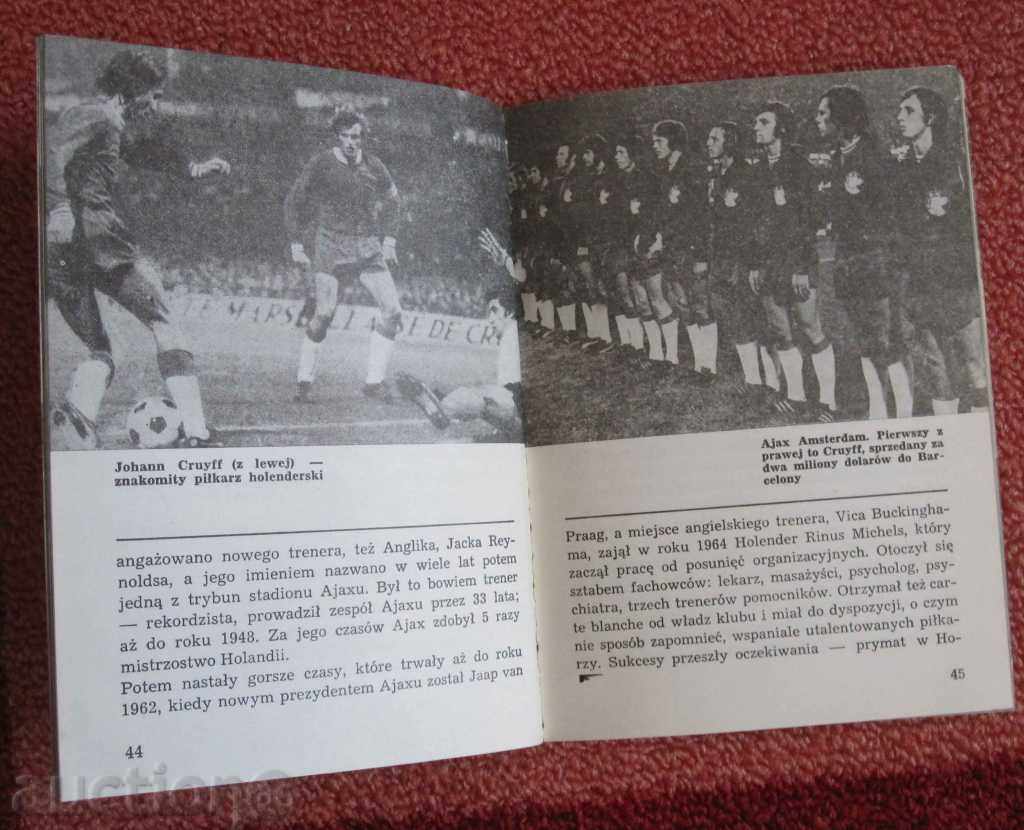 TE MARSEILLAISE DE CR
Johann Cruyff (z lewej) —
znakomity piłkarz holenderski
angażowano nowego trenera, też Anglika, Jacka Rey-
noldsa, a jego imieniem nazwano w wiele lat potem
jedną z trybun stadionu Ajaxu. Był to bowiem trener
— rekordzista, prowadził zespół Ajaxu przez 33 lata;
aż do roku 1948. Za jego czasów Ajax zdobył 5 razy
mistrzostwo Holandii.
Potem nastały gorsze czasy, które trwały aż do roku
1962, kiedy nowym prezydentem Ajaxu został Jaap van
44
Ajax Amsterdam. Pierwszy z
prawej to Cruyff, sprzedany za
dwa miliony dolarów do Bar-
celony
Praag, a miejsce angielskiego trenera, Vica Buckingha-
ma, zajął w roku 1964 Holender Rinus Michels, który
zaczął pracę od posunięć organizacyjnych. Otoczył się
sztabem fachowców: lekarz, masażyści, psycholog, psy-
chiatra, trzech trenerów pomocników. Otrzymał też car-
te blanche od władz klubu i miał do dyspozycji, o czym
nie sposób zapomnieć, wspaniale utalentowanych piłka-
rzy. Sukcesy przeszły oczekiwania — prymat w Ho-
45